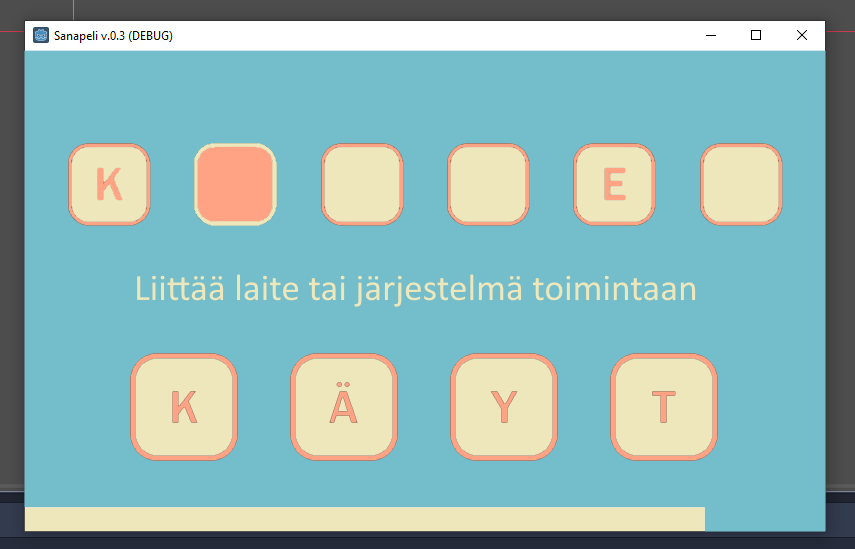 Sanapeli v.0.3 (DEBUG)
K E
Liittää laite tai järjestelmä toimintaan
K Ä Y T